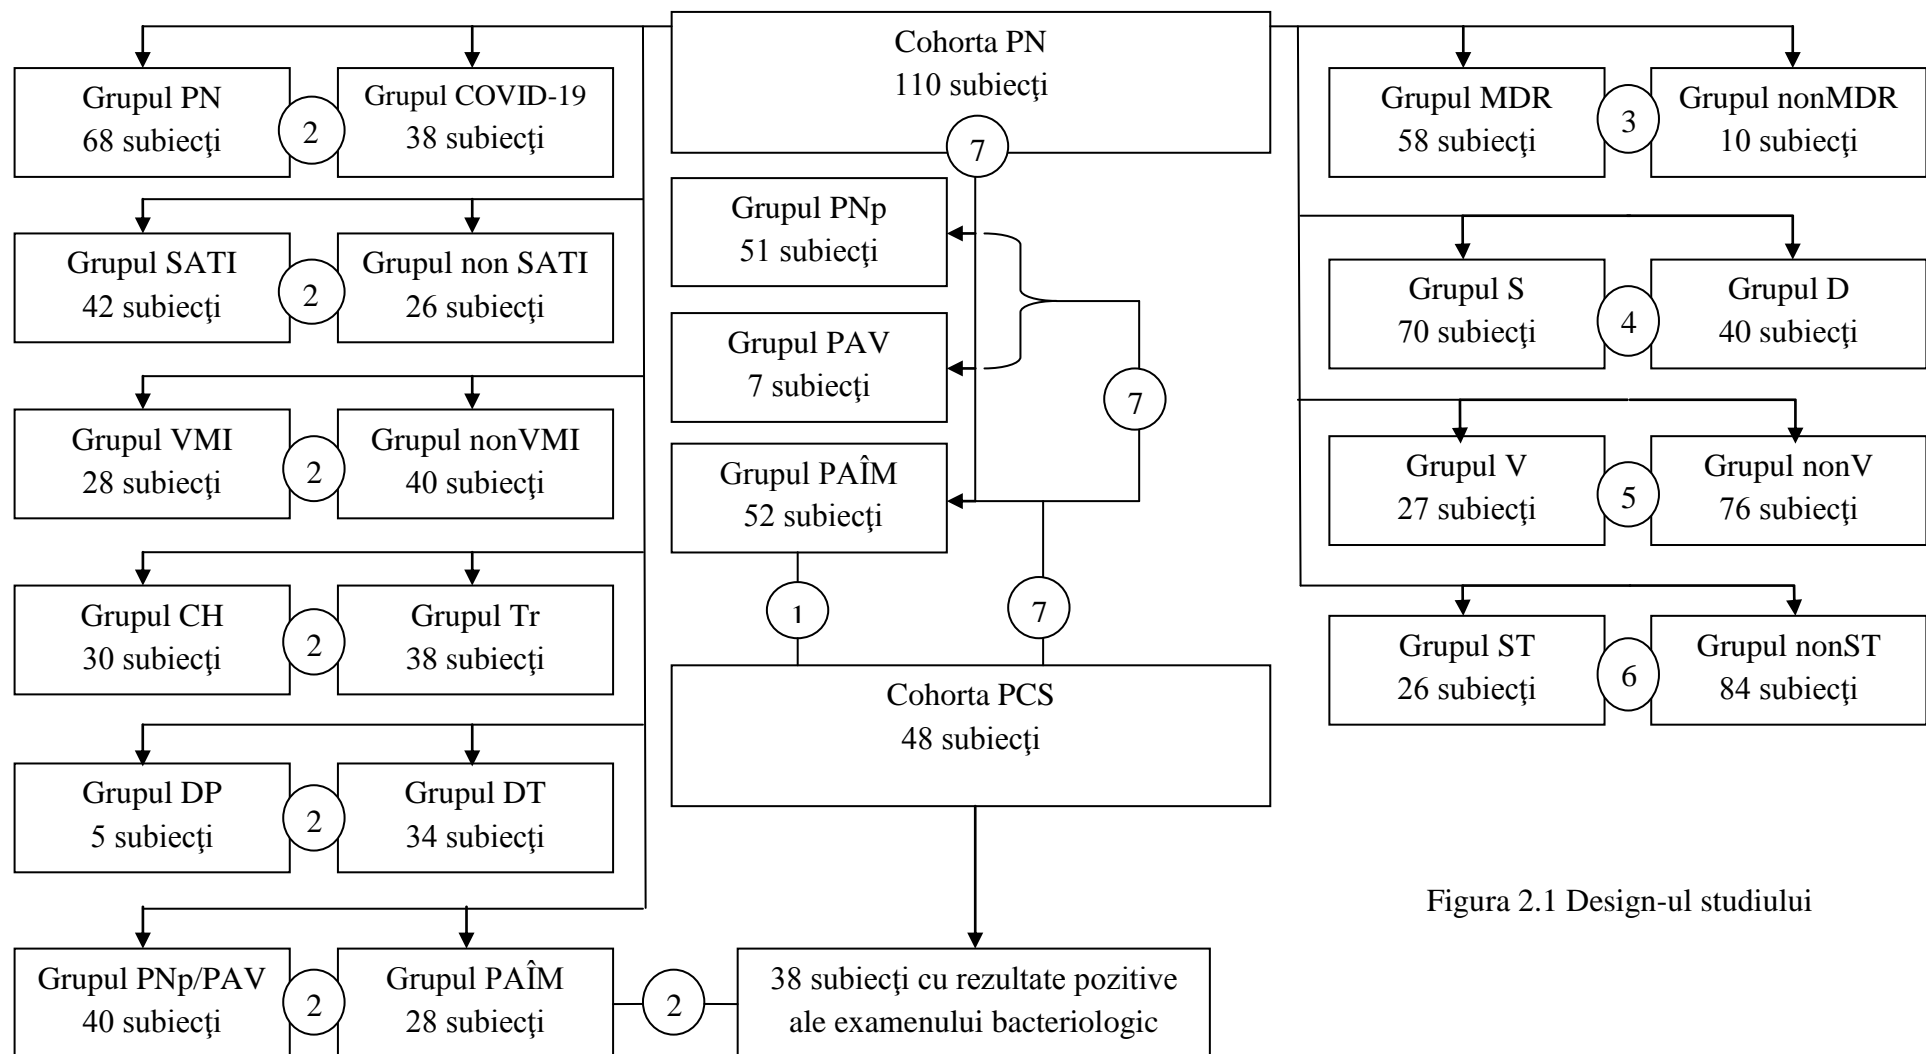 Cohorta PN
110 subiecţi
Grupul PN
68 subiecţi
2
Grupul COVID-19
38 subiecţi
Grupul SATI
42 subiecţi
2
Grupul non SATI
26 subiecţi
Grupul VMI
28 subiecţi
2
Grupul nonVMI
40 subiecţi
Grupul CH
30 subiecţi
2
Grupul Tr
38 subiecţi
Grupul DP
5 subiecţi
2
Grupul DT
34 subiecţi
Grupul PNp/PAV
40 subiecţi
2
Grupul PAÎM
28 subiecţi
2
38 subiecţi cu rezultate pozitive
ale examenului bacteriologic
7
Grupul PNp
51 subiecţi
Grupul PAV
7 subiecţi
7
Grupul PAÎM
52 subiecţi
1
7
Cohorta PCS
48 subiecţi
Grupul MDR
58 subiecţi
3
Grupul nonMDR
10 subiecţi
Grupul S
70 subiecţi
4
Grupul D
40 subiecţi
Grupul V
27 subiecţi
5
Grupul nonV
76 subiecţi
Grupul ST
26 subiecţi
6
Grupul nonST
84 subiecţi
Figura 2.1 Design-ul studiului